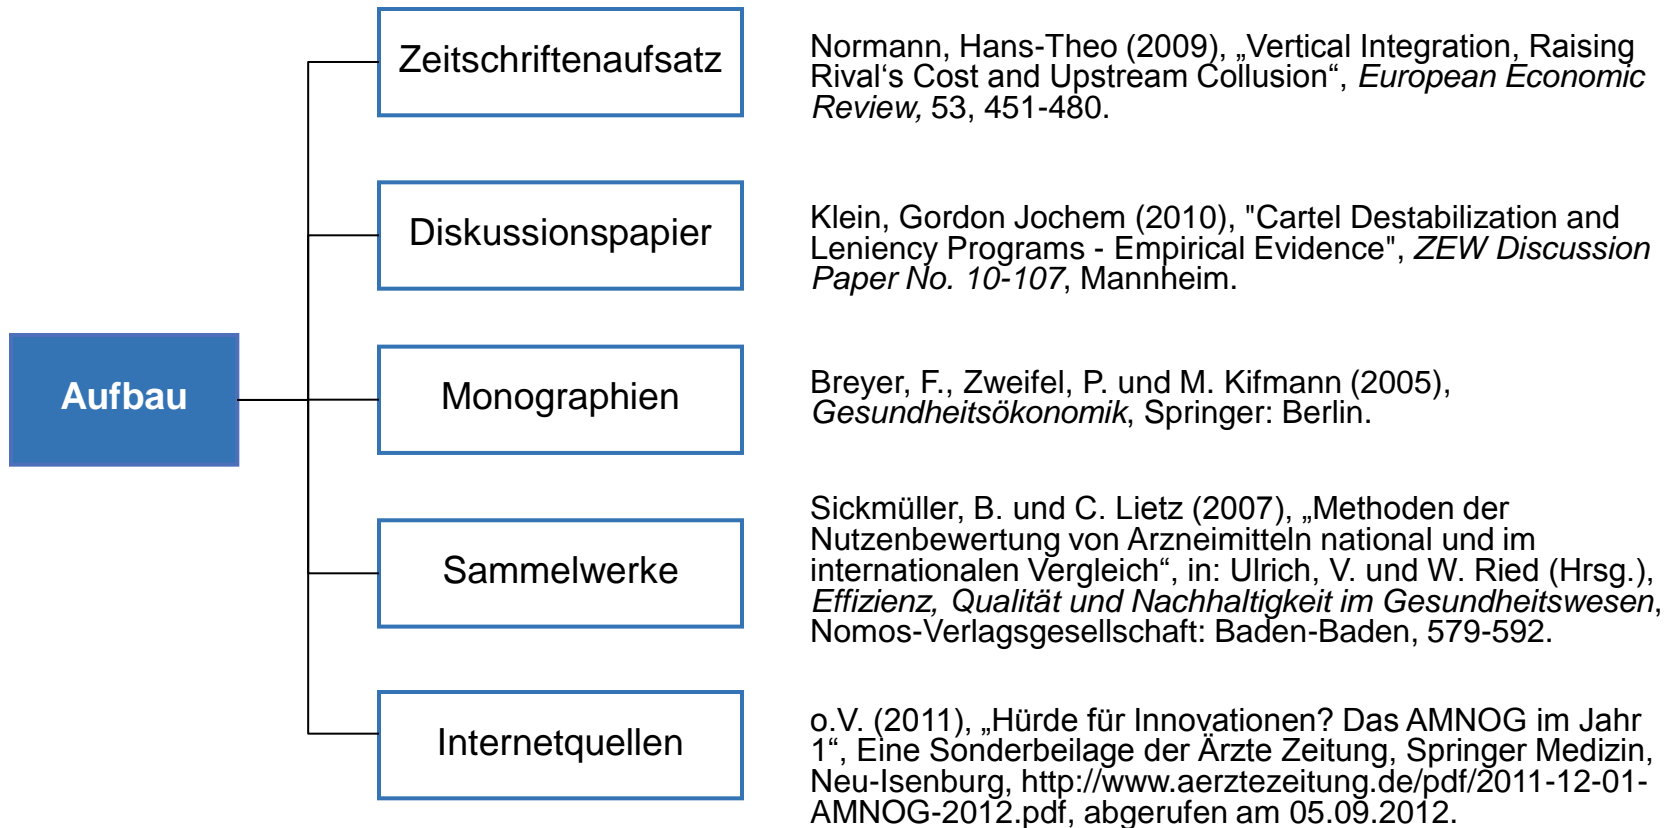 Zeitschriftenaufsatz
Normann, Hans-Theo (2009), „Vertical Integration, Raising
Rival‘s Cost and Upstream Collusion“, European Economic
Review, 53, 451-480.
Diskussionspapier
Klein, Gordon Jochem (2010), "Cartel Destabilization and
Leniency Programs - Empirical Evidence", ZEW Discussion
Paper No. 10-107, Mannheim.
Aufbau
Monographien
Breyer, F., Zweifel, P. und M. Kifmann (2005),
Gesundheitsökonomik, Springer: Berlin.
Sammelwerke
Sickmüller, B. und C. Lietz (2007), „Methoden der
Nutzenbewertung von Arzneimitteln national und im
internationalen Vergleich“, in: Ulrich, V. und W. Ried (Hrsg.),
Effizienz, Qualität und Nachhaltigkeit im Gesundheitswesen,
Nomos-Verlagsgesellschaft: Baden-Baden, 579-592.
Internetquellen
o.V. (2011), „Hürde für Innovationen? Das AMNOG im Jahr
1“, Eine Sonderbeilage der Ärzte Zeitung, Springer Medizin,
Neu-Isenburg, http://www.aerztezeitung.de/pdf/2011-12-01-
AMNOG-2012.pdf, abgerufen am 05.09.2012.